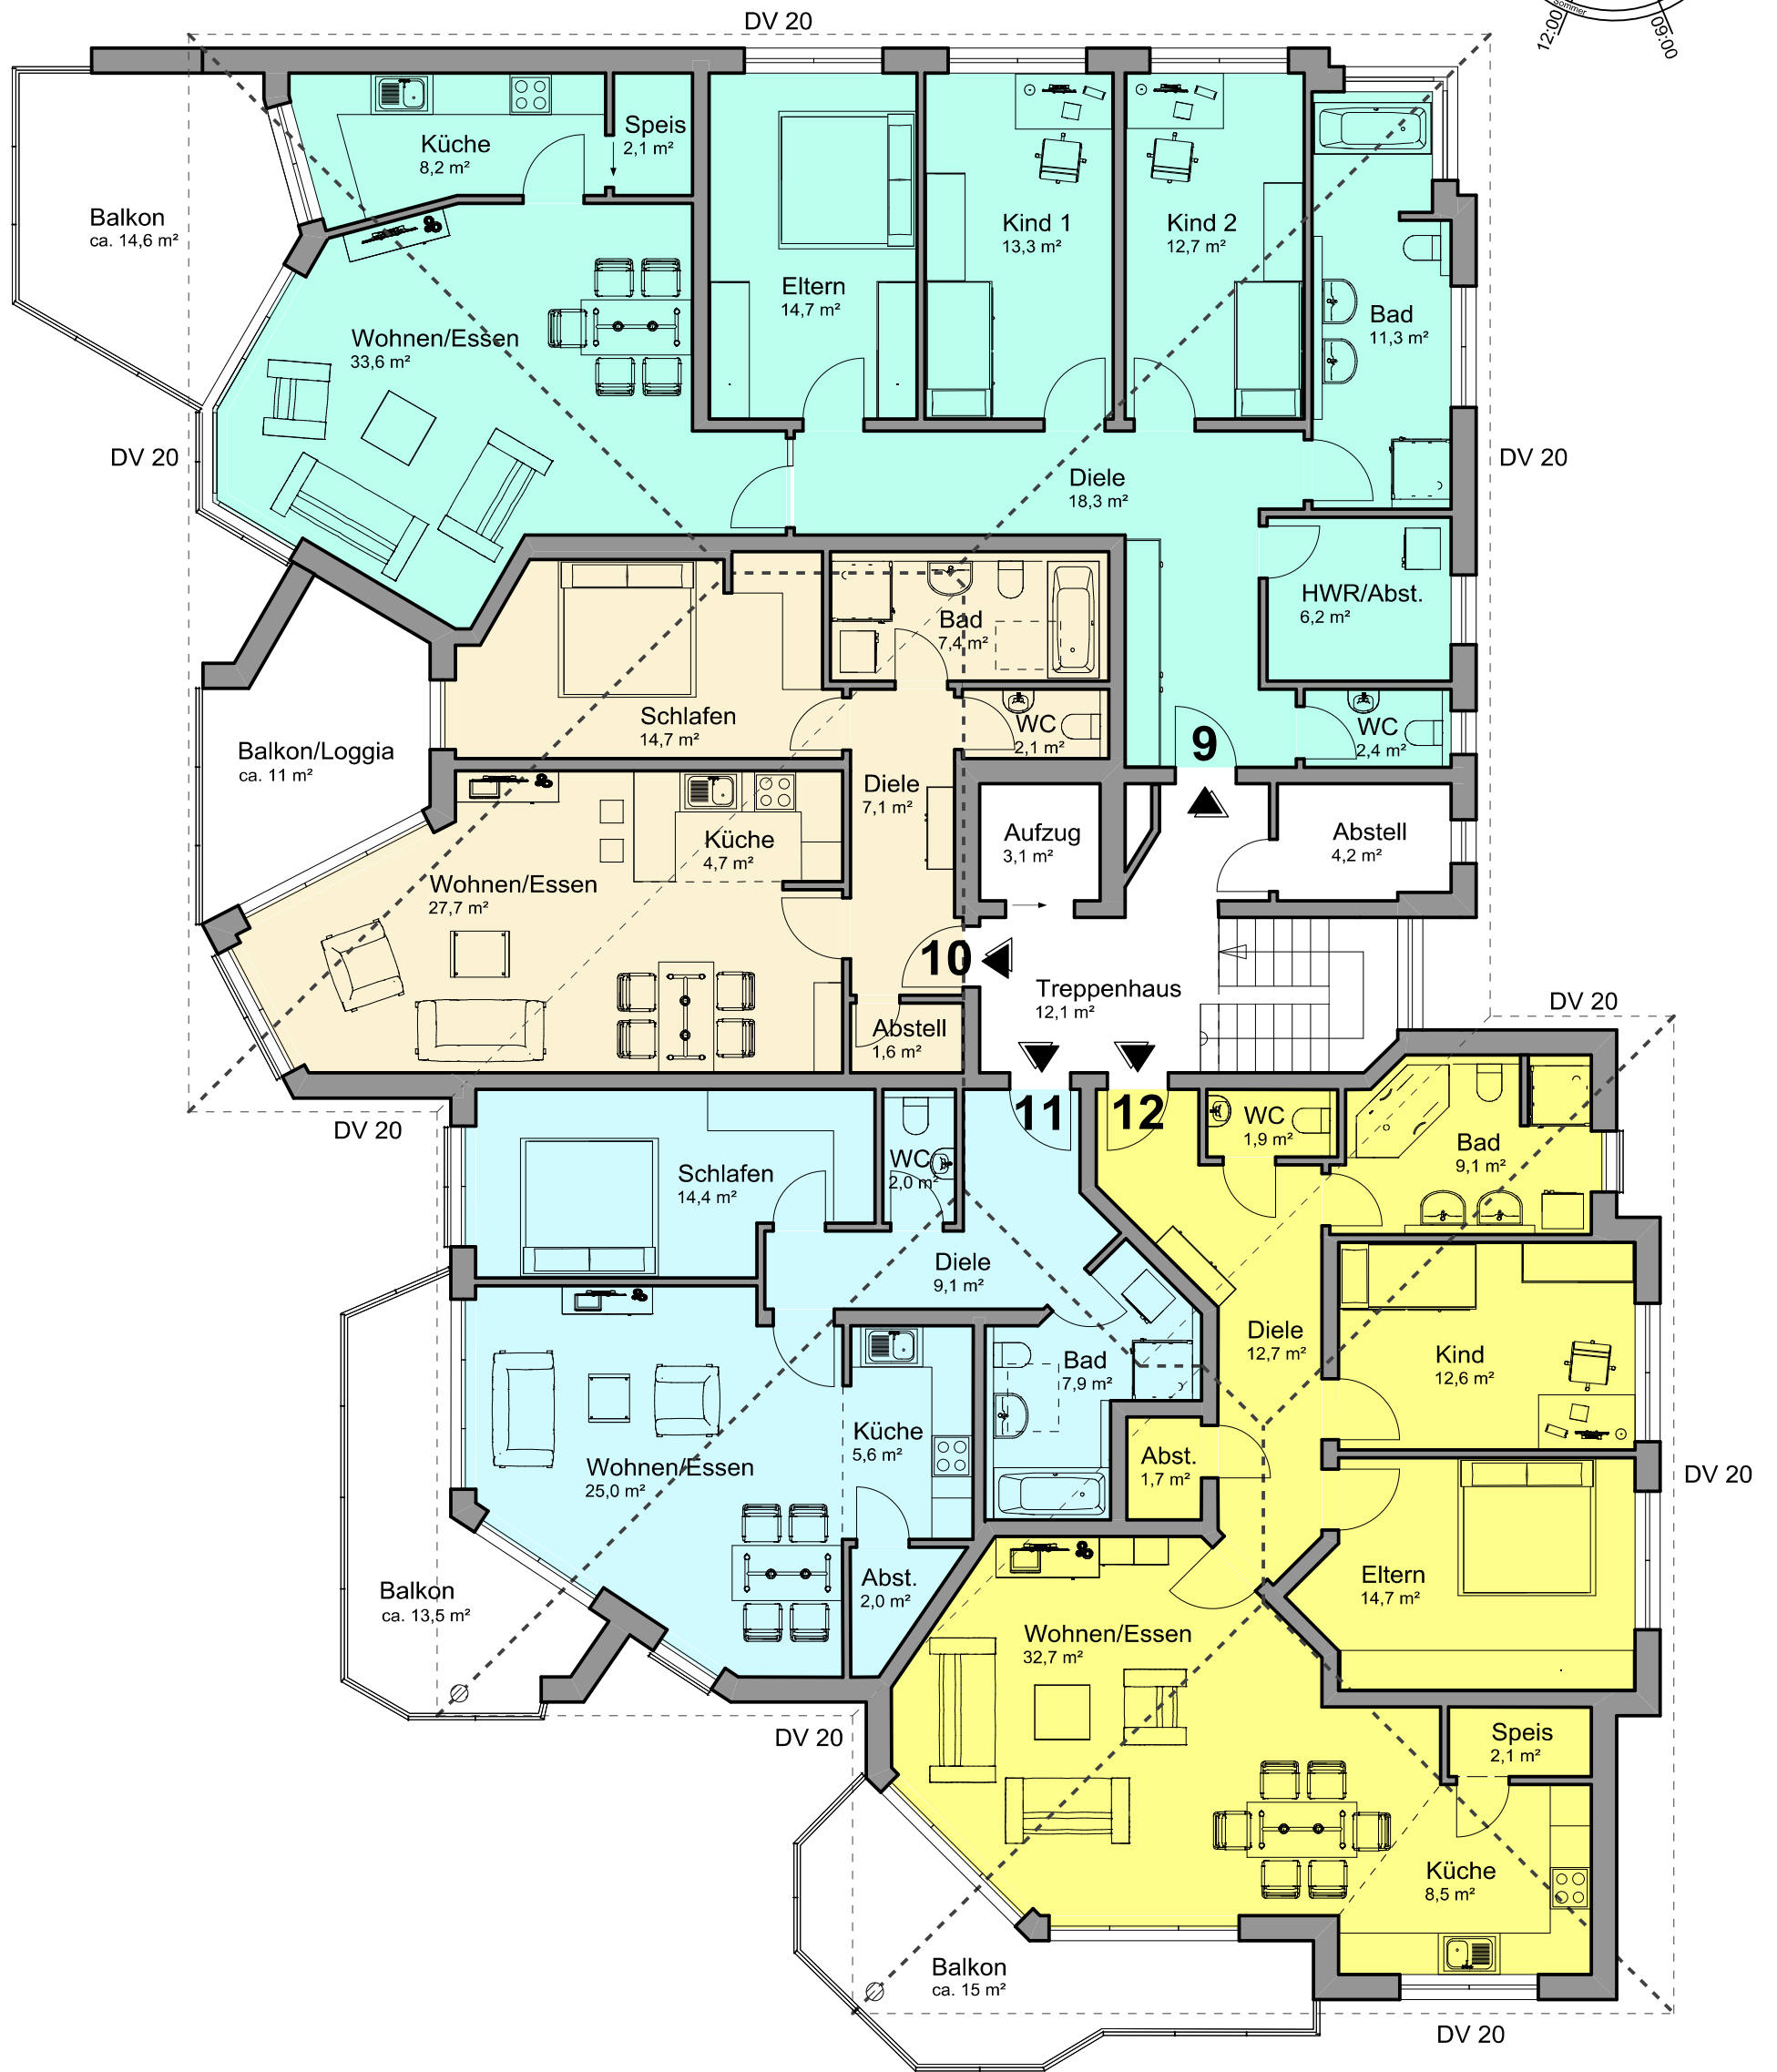 DV 20
Sommer
12:00
09:00
Küche
8,2 m²
Speis
2,1 m²
Balkon
ca. 14,6 m²
Wohnen/Essen
33,6 m²
Eltern
14,7 m²
Kind 1
13,3 m²
Kind 2
12,7 m²
Bad
11,3 m²
DV 20
DV 20
Diele
18,3 m²
HWR/Abst.
6,2 m²
Bad
7,4 m²
Schlafen
14,7 m²
WC
2,1 m²
WC
2,4 m²
9
Balkon/Loggia
ca. 11 m²
Diele
7,1 m²
Küche
4,7 m²
Aufzug
3,1 m²
Abstell
4,2 m²
Wohnen/Essen
27,7 m²
10
Treppenhaus
12,1 m²
Abstell
1,6 m²
DV 20
DV 20
11
12
WC
1,9 m²
Bad
9,1 m²
Schlafen
14,4 m²
WC
2,0 m²
Diele
9,1 m²
Diele
12,7 m²
Kind
12,6 m²
Bad
7,9 m²
Küche
5,6 m²
Wohnen/Essen
25,0 m²
Abst.
1,7 m²
DV 20
Balkon
ca. 13,5 m²
Abst.
2,0 m²
Eltern
14,7 m²
Wohnen/Essen
32,7 m²
DV 20
Speis
2,1 m²
Küche
8,5 m²
Balkon
ca. 15 m²
DV 20